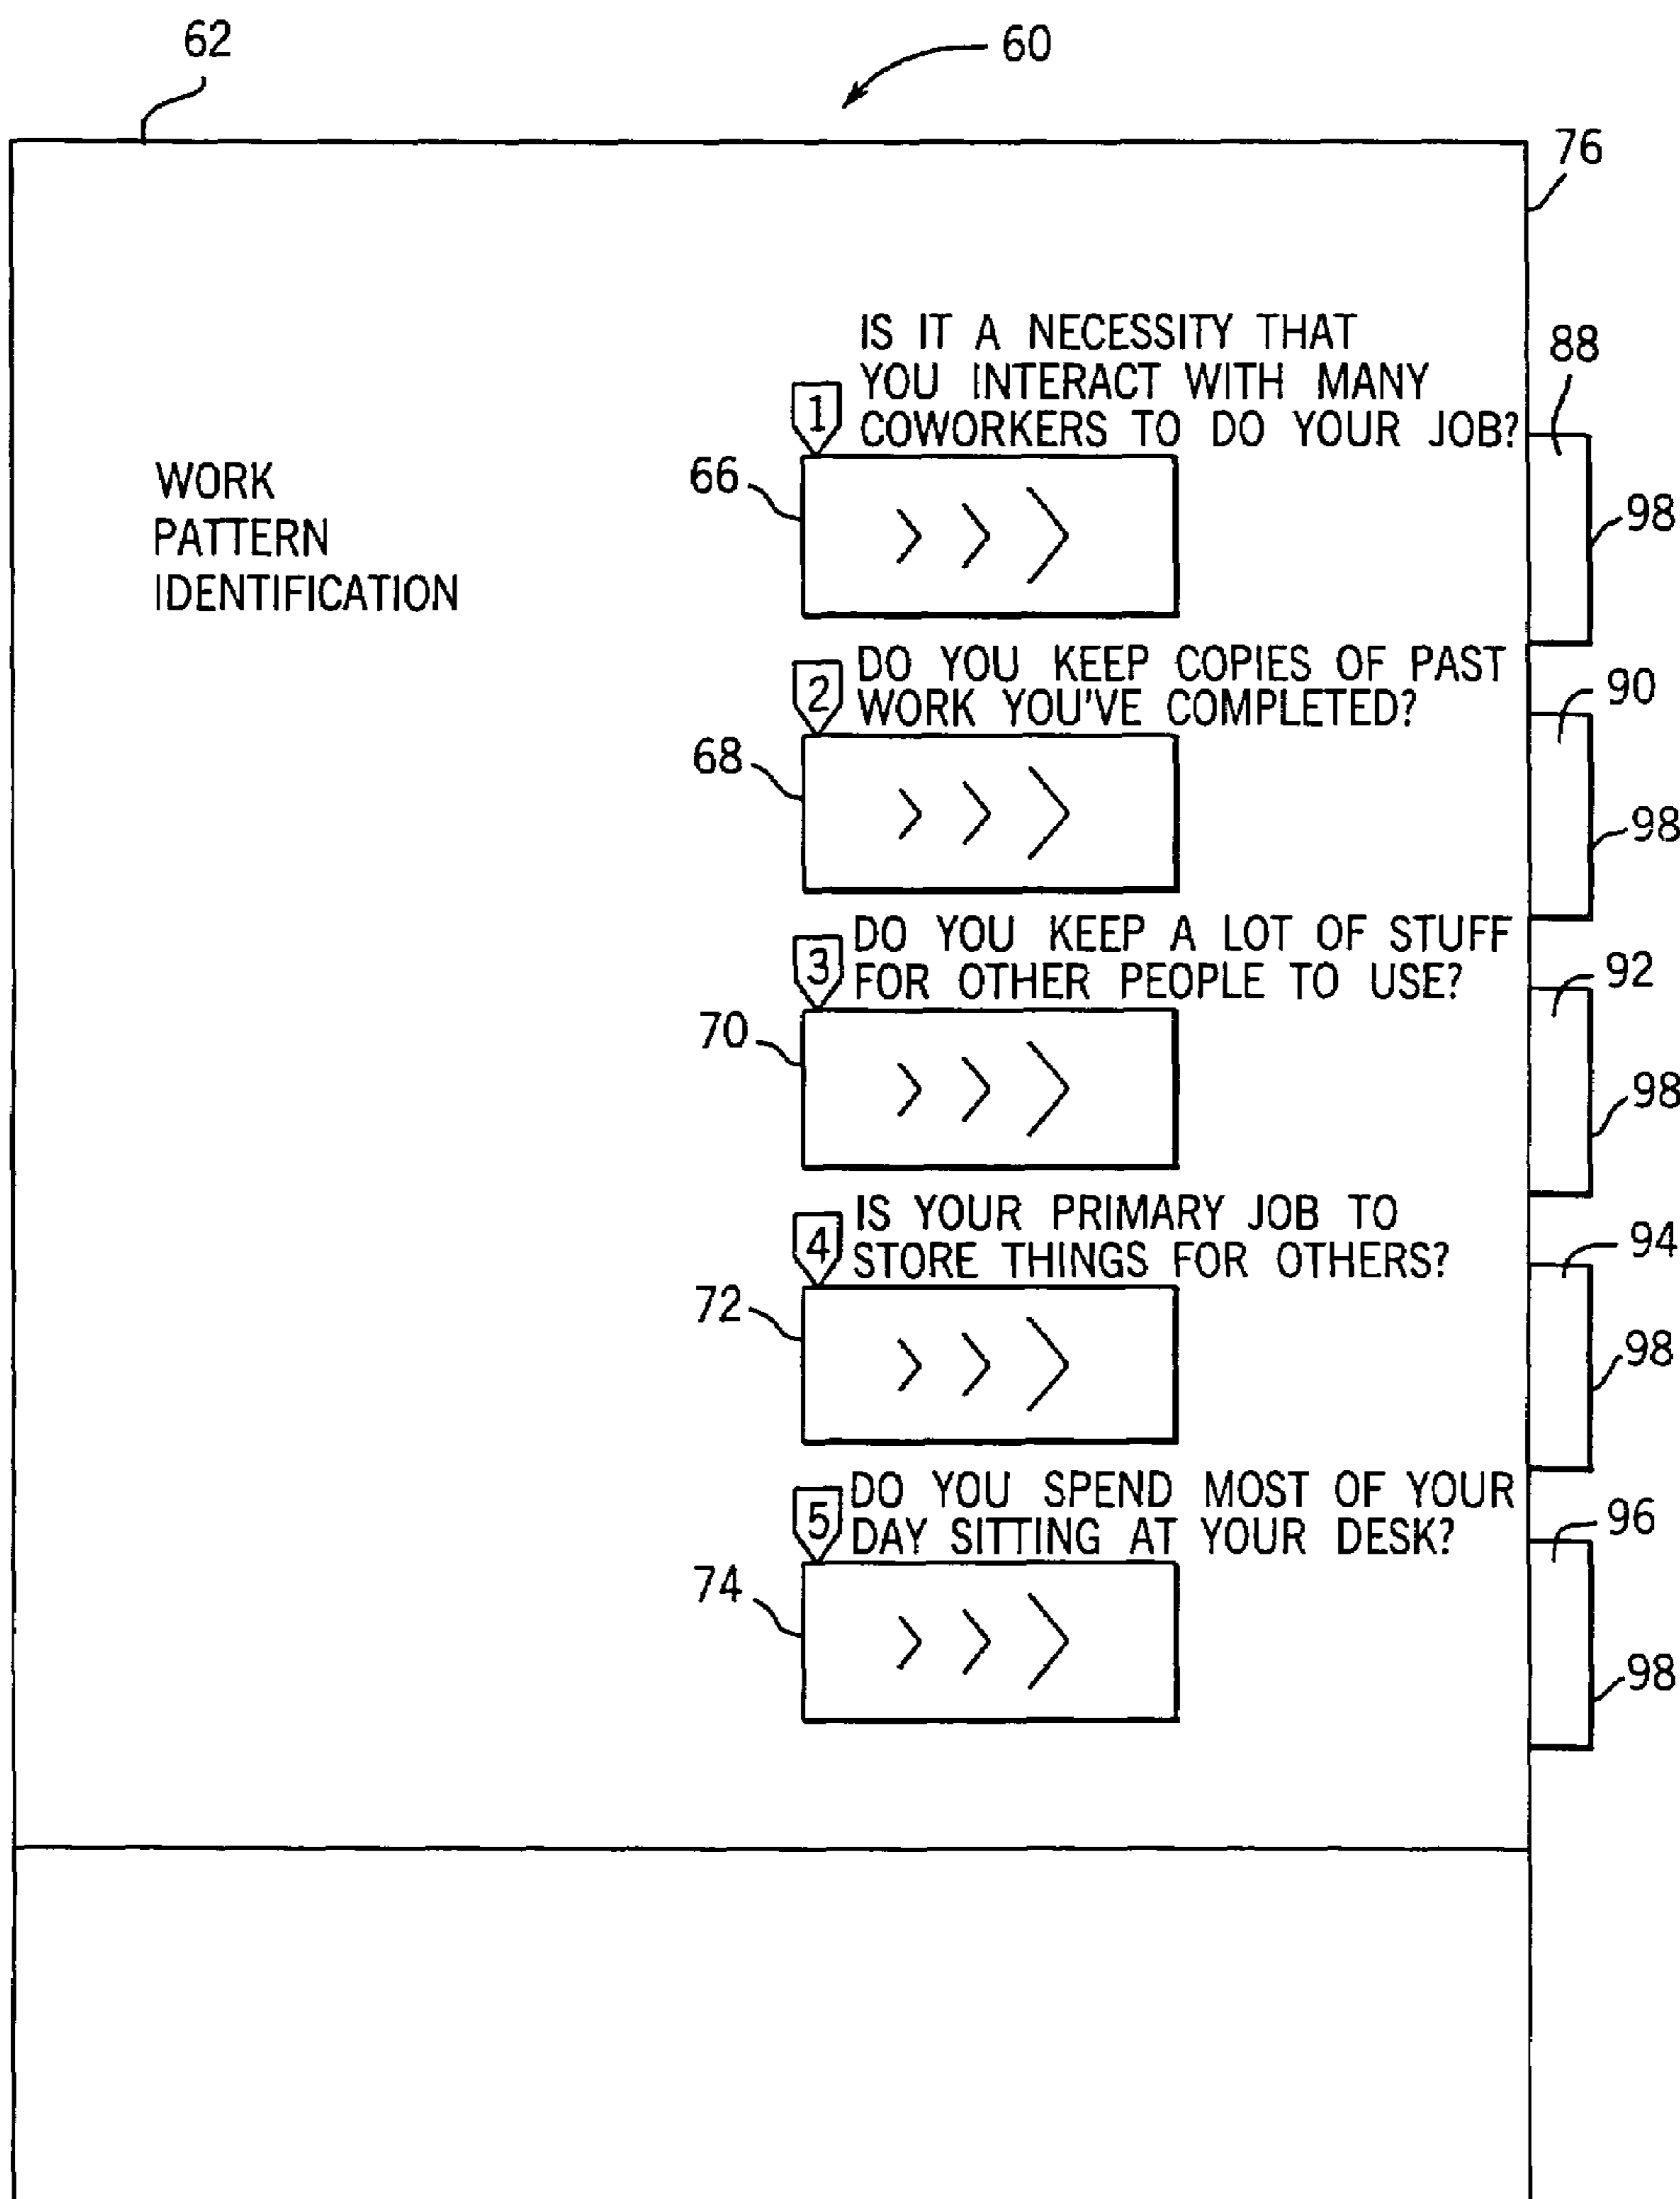 62
60
76
IS IT A NECESSITY THAT
YOU INTERACT WITH MANY
COWORKERS TO DO YOUR JOB?
1
88
66
98
WORK
PATTERN
IDENTIFICATION
DO YOU KEEP COPIES OF PAST
WORK YOU'VE COMPLETED?
2
90
68
98
DO YOU KEEP A LOT OF STUFF
FOR OTHER PEOPLE TO USE?
3
92
70
98
IS YOUR PRIMARY JOB TO
STORE THINGS FOR OTHERS?
4
94
72
98
DO YOU SPEND MOST OF YOUR
DAY SITTING AT YOUR DESK?
5
96
74
98